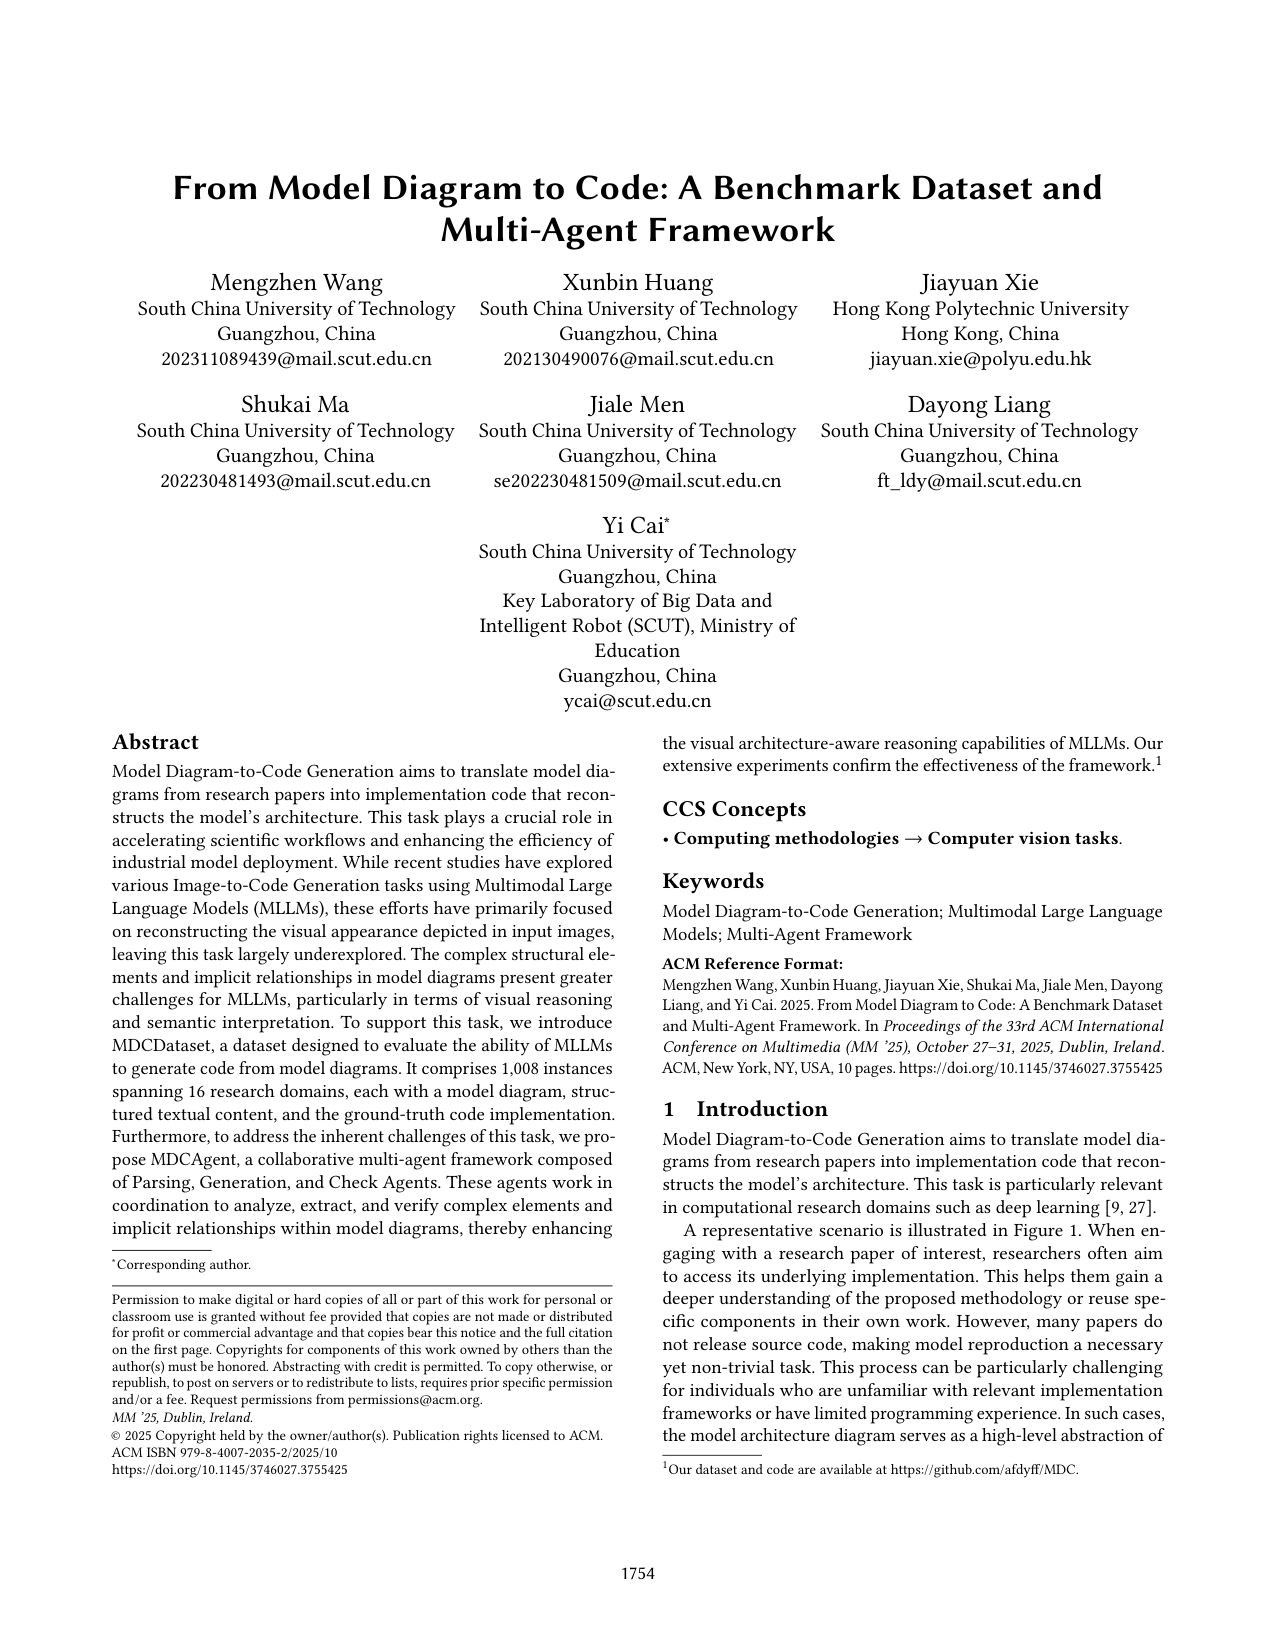 From Model Diagram to Code: A Benchmark Dataset and
Multi-Agent Framework
Mengzhen Wang
South China University of Technology
Guangzhou, China
202311089439@mail.scut.edu.cn
Xunbin Huang
South China University of Technology
Guangzhou, China
202130490076@mail.scut.edu.cn
Jiayuan Xie
Hong Kong Polytechnic University
Hong Kong, China
jiayuan.xie@polyu.edu.hk
Shukai Ma
South China University of Technology
Guangzhou, China
202230481493@mail.scut.edu.cn
Jiale Men
South China University of Technology
Guangzhou, China
se202230481509@mail.scut.edu.cn
Dayong Liang
South China University of Technology
Guangzhou, China
ft_ldy@mail.scut.edu.cn
Yi Cai*
South China University of Technology
Guangzhou, China
Key Laboratory of Big Data and
Intelligent Robot (SCUT), Ministry of
Education
Guangzhou, China
ycai@scut.edu.cn
Abstract
Model Diagram-to-Code Generation aims to translate model dia-
grams from research papers into implementation code that recon-
structs the model's architecture. This task plays a crucial role in
accelerating scientific workflows and enhancing the efficiency of
industrial model deployment. While recent studies have explored
various Image-to-Code Generation tasks using Multimodal Large
Language Models (MLLMs), these efforts have primarily focused
on reconstructing the visual appearance depicted in input images,
leaving this task largely underexplored. The complex structural ele-
ments and implicit relationships in model diagrams present greater
challenges for MLLMs, particularly in terms of visual reasoning
and semantic interpretation. To support this task, we introduce
MDCDataset, a dataset designed to evaluate the ability of MLLMs
to generate code from model diagrams. It comprises 1,008 instances
spanning 16 research domains, each with a model diagram, struc-
tured textual content, and the ground-truth code implementation.
Furthermore, to address the inherent challenges of this task, we pro-
pose MDCAgent, a collaborative multi-agent framework composed
of Parsing, Generation, and Check Agents. These agents work in
coordination to analyze, extract, and verify complex elements and
implicit relationships within model diagrams, thereby enhancing
*Corresponding author.
Permission to make digital or hard copies of all or part of this work for personal or
classroom use is granted without fee provided that copies are not made or distributed
for profit or commercial advantage and that copies bear this notice and the full citation
on the first page. Copyrights for components of this work owned by others than the
author(s) must be honored. Abstracting with credit is permitted. To copy otherwise, or
republish, to post on servers or to redistribute to lists, requires prior specific permission
and/or a fee. Request permissions from permissions@acm.org.
MM '25, Dublin, Ireland.
© 2025 Copyright held by the owner/author(s). Publication rights licensed to ACM.
ACM ISBN 979-8-4007-2035-2/2025/10
https://doi.org/10.1145/3746027.3755425
the visual architecture-aware reasoning capabilities of MLLMs. Our
extensive experiments confirm the effectiveness of the framework.1
CCS Concepts
• Computing methodologies → Computer vision tasks.
Keywords
Model Diagram-to-Code Generation; Multimodal Large Language
Models; Multi-Agent Framework
ACM Reference Format:
Mengzhen Wang, Xunbin Huang, Jiayuan Xie, Shukai Ma, Jiale Men, Dayong
Liang, and Yi Cai. 2025. From Model Diagram to Code: A Benchmark Dataset
and Multi-Agent Framework. In Proceedings of the 33rd ACM International
Conference on Multimedia (MM '25), October 27–31, 2025, Dublin, Ireland.
ACM, New York, NY, USA, 10 pages. https://doi.org/10.1145/3746027.3755425
1 Introduction
Model Diagram-to-Code Generation aims to translate model dia-
grams from research papers into implementation code that recon-
structs the model's architecture. This task is particularly relevant
in computational research domains such as deep learning [9, 27].
A representative scenario is illustrated in Figure 1. When en-
gaging with a research paper of interest, researchers often aim
to access its underlying implementation. This helps them gain a
deeper understanding of the proposed methodology or reuse spe-
cific components in their own work. However, many papers do
not release source code, making model reproduction a necessary
yet non-trivial task. This process can be particularly challenging
for individuals who are unfamiliar with relevant implementation
frameworks or have limited programming experience. In such cases,
the model architecture diagram serves as a high-level abstraction of
1Our dataset and code are available at https://github.com/afdyff/MDC.
1754